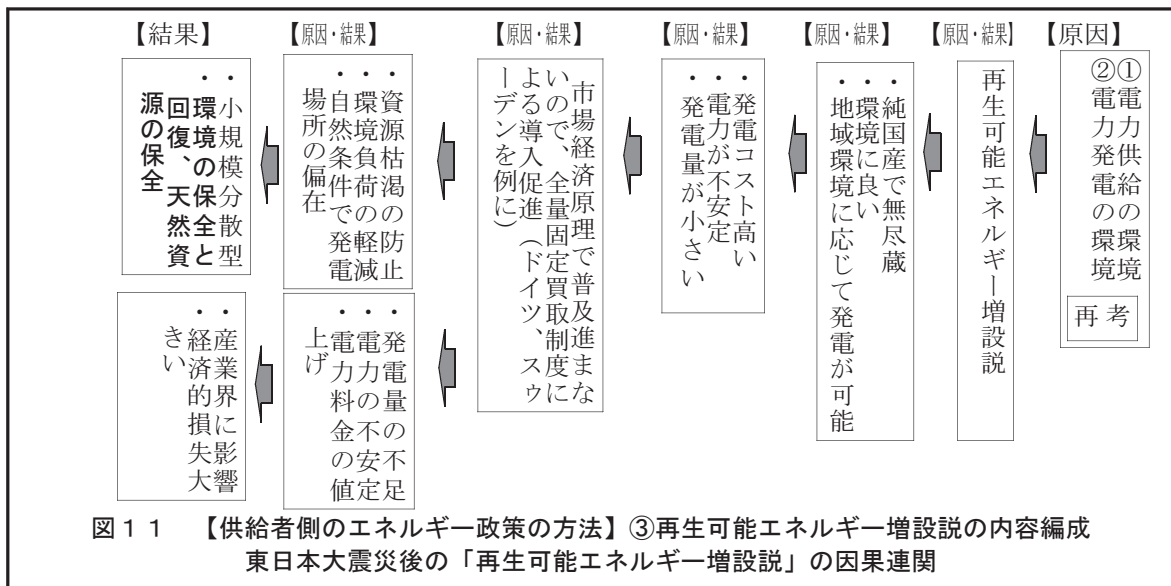 【原因】
①電力供給の環境
②電力発電の環境
再考
【原因・結果】
再生可能エネルギー増設説
【原因・結果】
・純国産で無尽蔵
・環境に良い
・地域環境に応じて発電が可能
【原因・結果】
・発電コスト高い
・電力が不安定
・発電量が小さい
【原因・結果】
市場経済原理で普及進まな
いので、全量固定買取制度に
よる導入促進（ドイツ、スゥ
ーデンを例に）
【原因・結果】
・資源枯渇の防止
・環境負荷の軽減
・自然条件で発電
場所の偏在
・発電量の不足
・電力の不安定
・電力料金の値
上げ
【結果】
・小規模分散型
・環境の保全と
回復、天然資
源の保全
・産業界に影響
・経済的損失大
きい
図１１　【供給者側のエネルギー政策の方法】③再生可能エネルギー増設説の内容編成
東日本大震災後の「再生可能エネルギー増設説」の因果連関